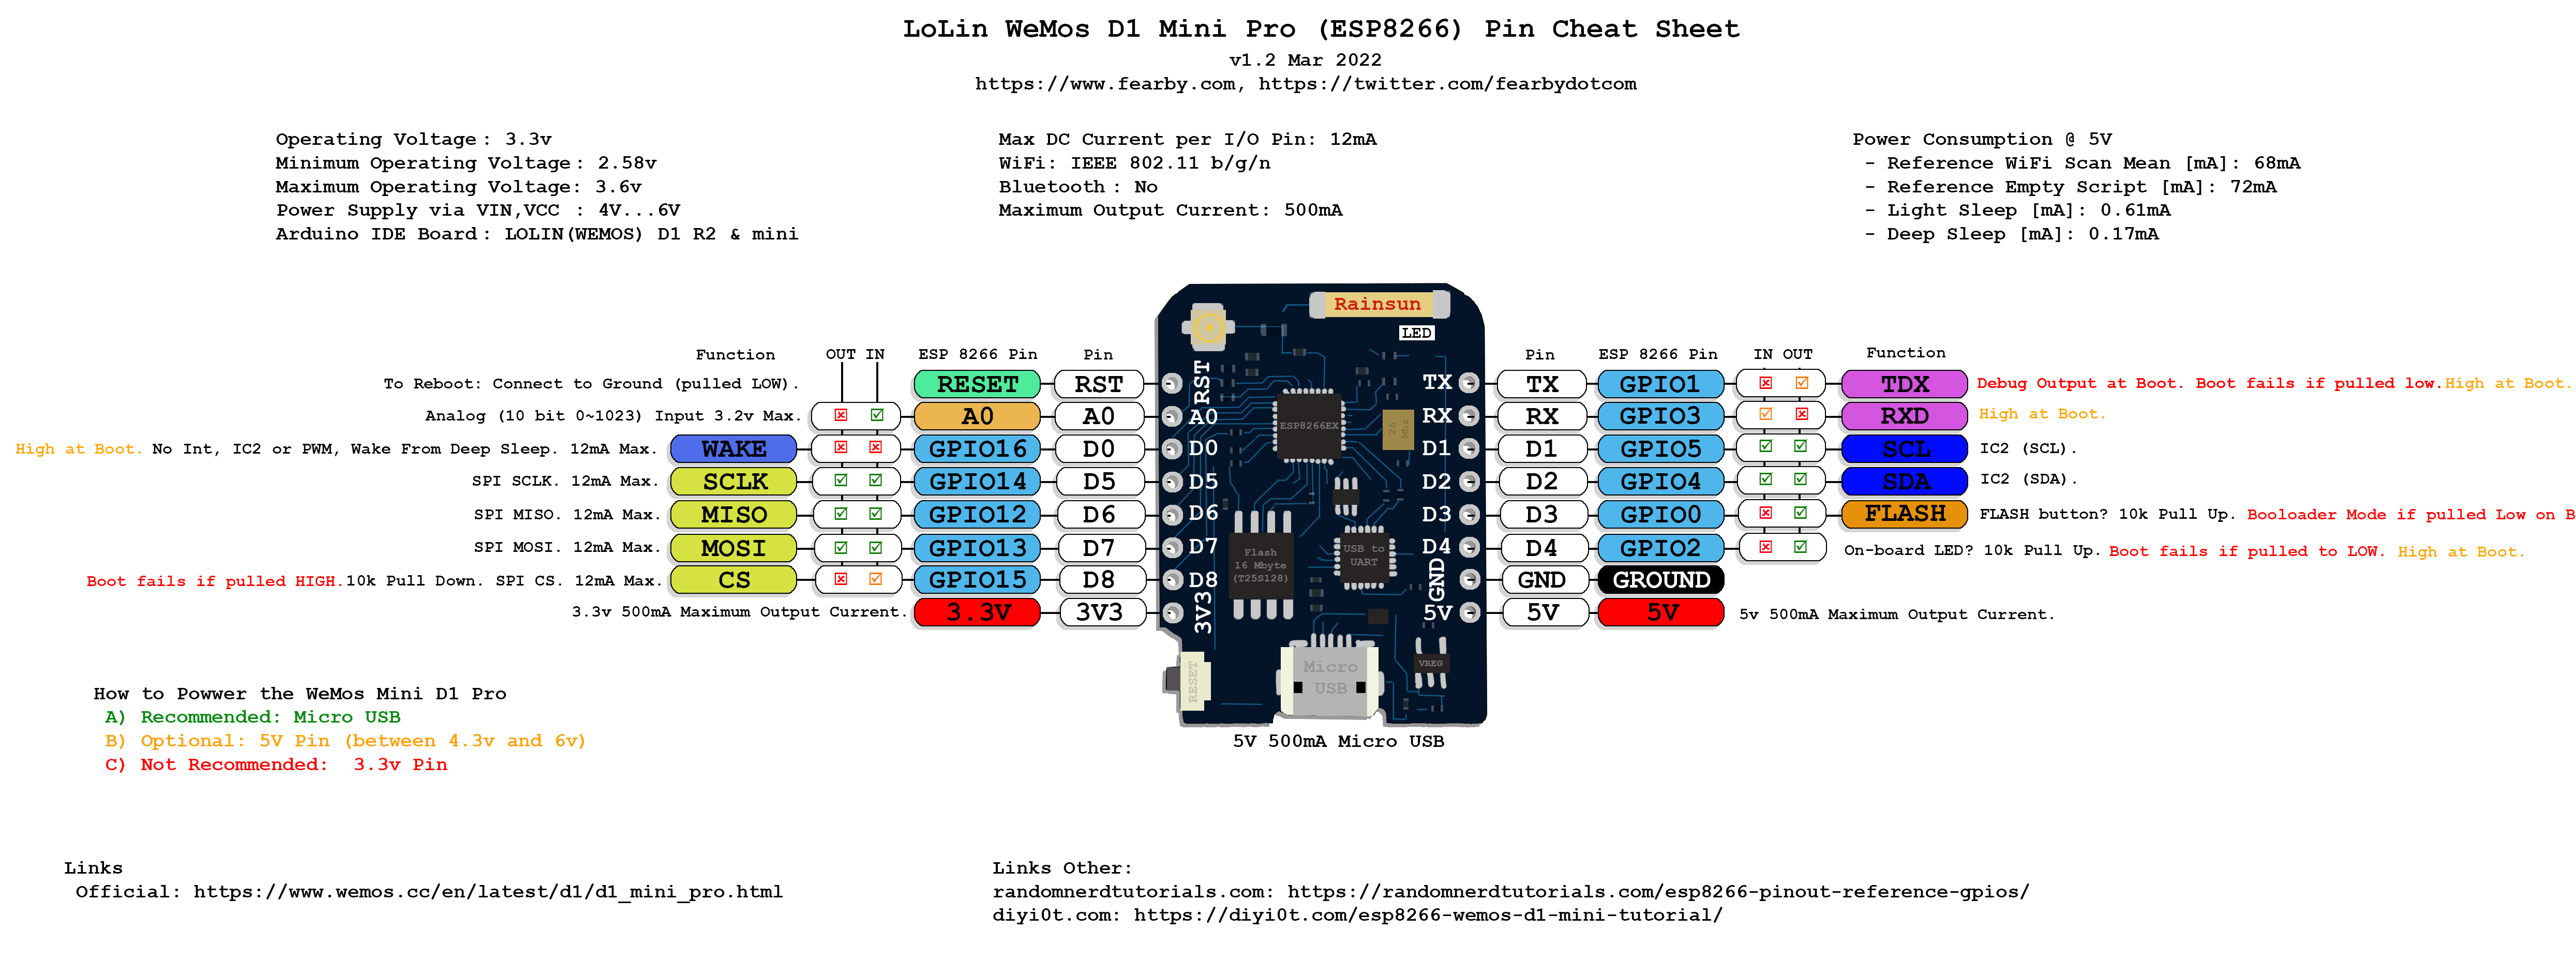 LoLin WeMos D1 Mini Pro (ESP8266) Pin Cheat Sheet
v1.2 Mar 2022
https://www.fearby.com, https://twitter.com/fearbydotcom
Operating Voltage: 3.3v
Minimum Operating Voltage: 2.58v
Maximum Operating Voltage: 3.6v
Power Supply via VIN,VCC : 4V...6V
Arduino IDE Board: LOLIN(WEMOS) D1 R2 & mini
Max DC Current per I/O Pin: 12mA
WiFi: IEEE 802.11 b/g/n
Bluetooth: No
Maximum Output Current: 500mA
Power Consumption @ 5V
- Reference WiFi Scan Mean [mA]: 68mA
- Reference Empty Script [mA]: 72mA
- Light Sleep [mA]: 0.61mA
- Deep Sleep [mA]: 0.17mA
Function OUT IN ESP 8266 Pin Pin
To Reboot: Connect to Ground (pulled LOW). RESET RST
Analog (10 bit 0~1023) Input 3.2v Max. A0 A0
High at Boot. No Int, IC2 or PWM, Wake From Deep Sleep. 12mA Max. WAKE GPIO16 D0
SPI SCLK. 12mA Max. SCLK GPIO14 D5
SPI MISO. 12mA Max. MISO GPIO12 D6
SPI MOSI. 12mA Max. MOSI GPIO13 D7
Boot fails if pulled HIGH. 10k Pull Down. SPI CS. 12mA Max. CS GPIO15 D8
3.3v 500mA Maximum Output Current. 3.3V 3V3
Rainsun
LED
RST
A0
D0
D5
D6
D7
D8
3V3
ESP8266EX
26 Mhs
Flash
16 Mbyte
(T25S128)
USB to
UART
TX
RX
D1
D2
D3
D4
GND
5V
RESET
Micro
USB
VREG
5V 500mA Micro USB
Pin ESP 8266 Pin IN OUT Function
TX GPIO1 TDX Debug Output at Boot. Boot fails if pulled low. High at Boot.
RX GPIO3 RXD High at Boot.
D1 GPIO5 SCL IC2 (SCL).
D2 GPIO4 SDA IC2 (SDA).
D3 GPIO0 FLASH FLASH button? 10k Pull Up. Booloader Mode if pulled Low on B
D4 GPIO2 On-board LED? 10k Pull Up. Boot fails if pulled to LOW. High at Boot.
GND GROUND
5V 5V 5v 500mA Maximum Output Current.
How to Powwer the WeMos Mini D1 Pro
A) Recommended: Micro USB
B) Optional: 5V Pin (between 4.3v and 6v)
C) Not Recommended: 3.3v Pin
Links
Official: https://www.wemos.cc/en/latest/d1/d1_mini_pro.html
Links Other:
randomnerdtutorials.com: https://randomnerdtutorials.com/esp8266-pinout-reference-gpios/
diyi0t.com: https://diyi0t.com/esp8266-wemos-d1-mini-tutorial/